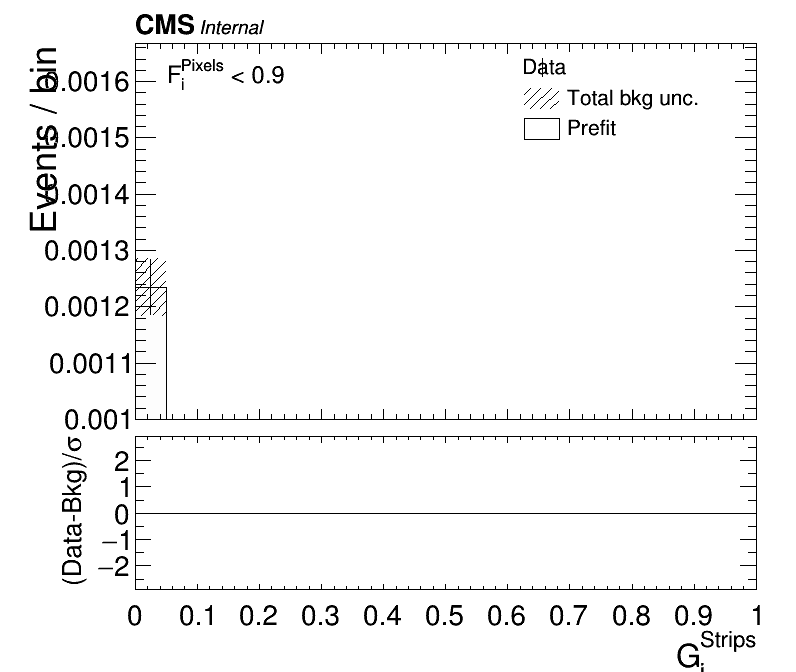 CMS Internal
Events / bin
F_i^Pixels < 0.9
Data
Total bkg unc.
Prefit
0.0016
0.0015
0.0014
0.0013
0.0012
0.0011
0.001
(Data-Bkg)/σ
2
1
0
−1
−2
0 0.1 0.2 0.3 0.4 0.5 0.6 0.7 0.8 0.9 1
G_i^Strips